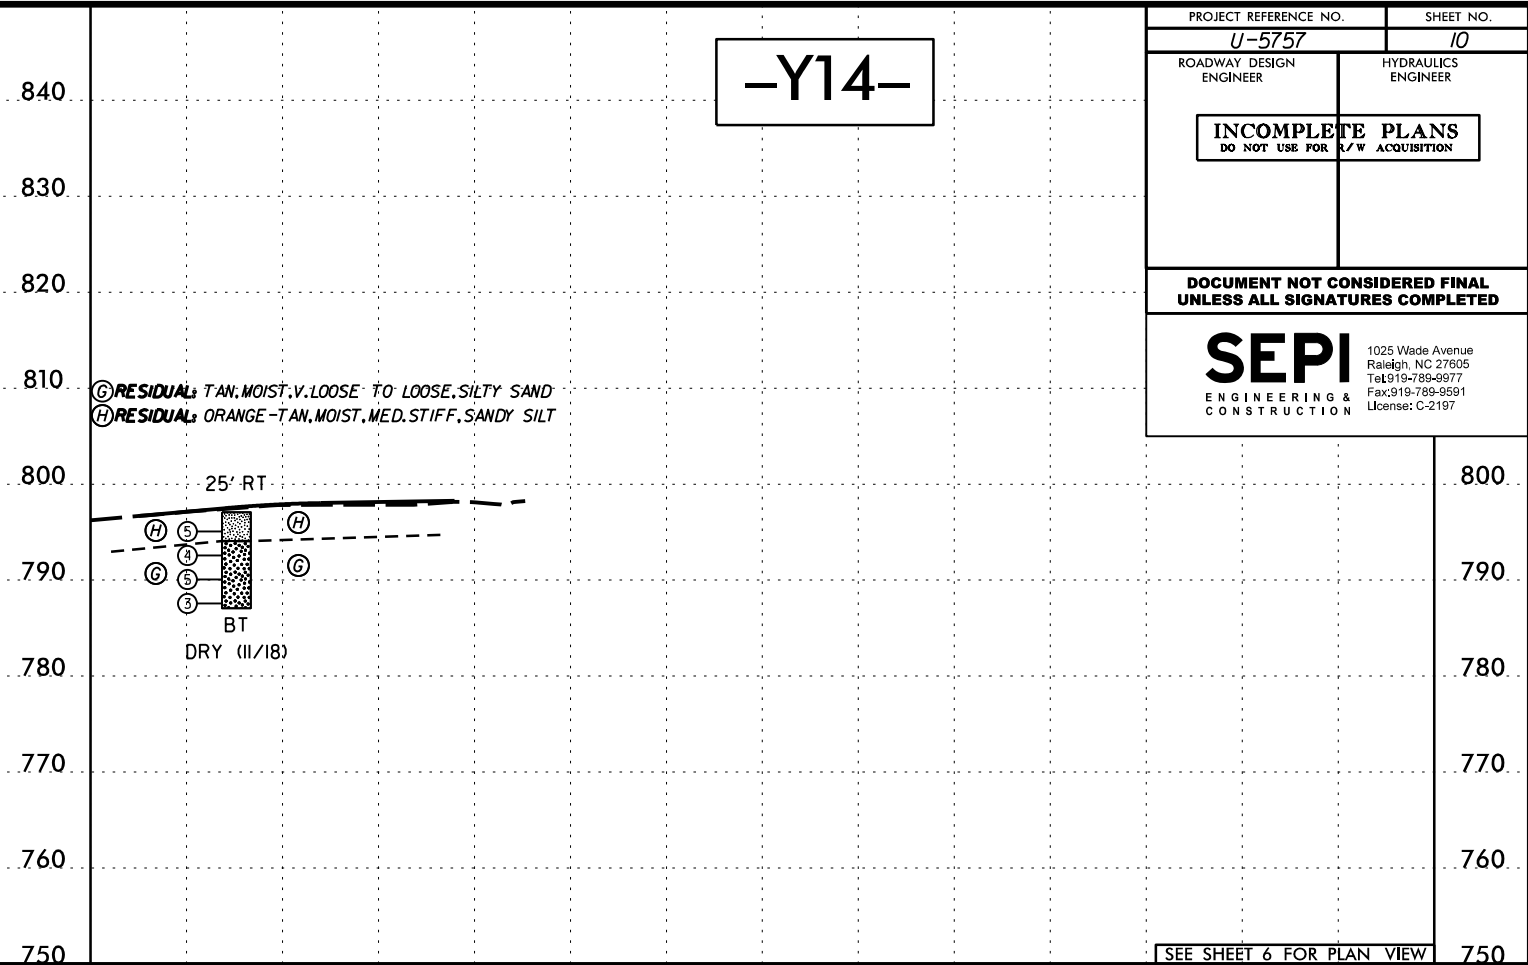 PROJECT REFERENCE NO.
SHEET NO.
U-5757
10
ROADWAY DESIGN
ENGINEER
HYDRAULICS
ENGINEER
INCOMPLETE PLANS
DO NOT USE FOR R/W ACQUISITION
DOCUMENT NOT CONSIDERED FINAL
UNLESS ALL SIGNATURES COMPLETED
SEPI
ENGINEERING &
CONSTRUCTION
1025 Wade Avenue
Raleigh, NC 27605
Tel:919-789-9977
Fax:919-789-9591
License: C-2197
-Y14-
840
830
820
810
G RESIDUAL: TAN, MOIST, V. LOOSE TO LOOSE, SILTY SAND
H RESIDUAL: ORANGE-TAN, MOIST, MED. STIFF, SANDY SILT
800
25' RT
800
H 5 H
4
G 5 G
790
790
3
BT
DRY (11/18)
780
780
770
770
760
760
750
SEE SHEET 6 FOR PLAN VIEW
750